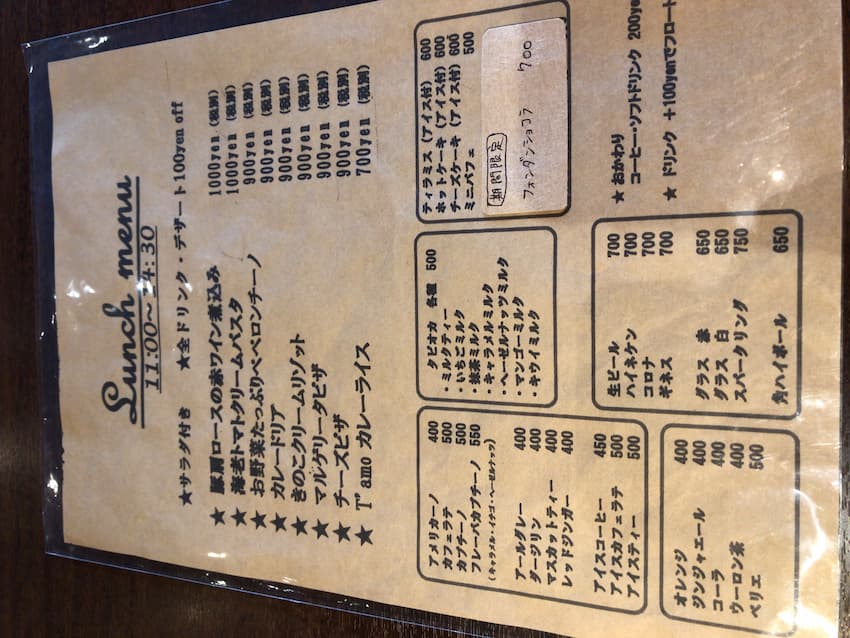 Lunch menu
11:00~14:30
★サラダ付き ★全ドリンク・デザート100yen off
★ 豚肩ロースの赤ワイン煮込み 1000yen (税別)
★ 海老トマトクリームパスタ 1000yen (税別)
★ お野菜たっぷりペペロンチーノ 900yen (税別)
★ カレードリア 900yen (税別)
★ きのこクリームリゾット 900yen (税別)
★ マルゲリータピザ 900yen (税別)
★ チーズピザ 900yen (税別)
★ T'amo カレーライス 700yen (税別)
アメリカーノ 400
カフェラテ 500
カプチーノ 500
フレーバカプチーノ 550
(キャラメル・イチゴ・ヘーゼルナッツ)
アールグレー 400
ダージリン 400
マスカットティー 400
レッドジンガー 400
アイスコーヒー 450
アイスカフェラテ 500
アイスティー 500
タピオカ 各種 500
・ミルクティー
・いちごミルク
・抹茶ミルク
・キャラメルミルク
・ヘーゼルナッツミルク
・マンゴーミルク
・キウイミルク
ティラミス (アイス付) 600
ホットケーキ (アイス付) 600
チーズケーキ (アイス付) 600
ミニパフェ 500
期間限定
フォンダンショコラ 700
オレンジ 400
ジンジャエール 400
コーラ 400
ウーロン茶 400
ペリエ 500
生ビール 700
ハイネケン 700
コロナ 700
ギネス 700
グラス 赤 650
グラス 白 650
スパークリング 750
角ハイボール 650
★ おかわり
コーヒー・ソフトドリンク 200ye
★ ドリンク +100yenでフロート